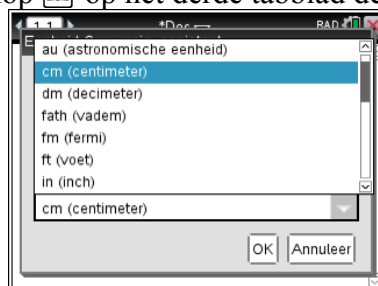 op het derde tabblad de
1.1 *Doc RAD
au (astronomische eenheid)
cm (centimeter)
dm (decimeter)
fath (vadem)
fm (fermi)
ft (voet)
in (inch)
cm (centimeter)
OK Annuleer